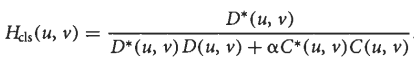 H_cls(u, v) = D*(u, v) / D*(u, v) D(u, v) + αC*(u, v) C(u, v)